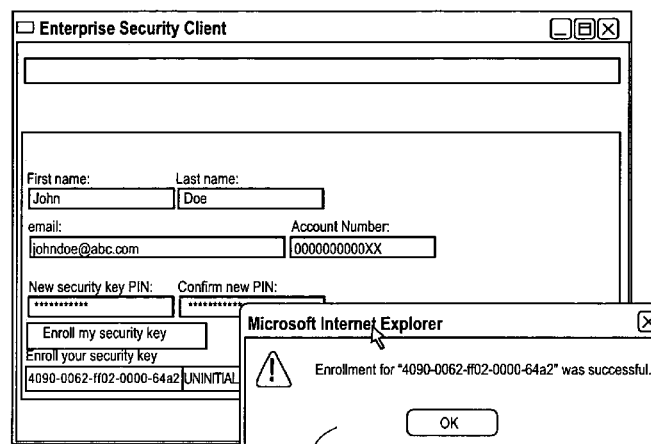 Enterprise Security Client
First name:
Last name:
John
Doe
email:
Account Number:
johndoe@abc.com
0000000000XX
New security key PIN:
Confirm new PIN:
***********
***********
Enroll my security key
Enroll your security key
4090-0062-ff02-0000-64a2
UNINITIAL
Microsoft Internet Explorer
Enrollment for "4090-0062-ff02-0000-64a2" was successful.
OK